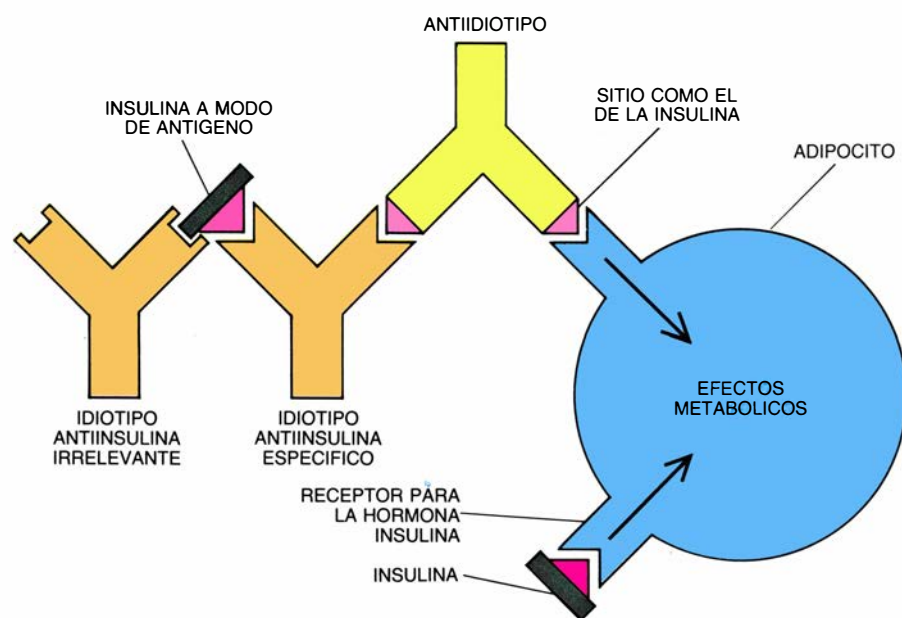 ANTIIDIOTIPO
INSULINA A MODO
DE ANTIGENO
SITIO COMO EL
DE LA INSULINA
ADIPOCITO
EFECTOS
METABOLICOS
IDIOTIPO
ANTIINSULINA
IRRELEVANTE
IDIOTIPO
ANTIINSULINA
ESPECIFICO
RECEPTOR PARA
LA HORMONA
INSULINA
INSULINA